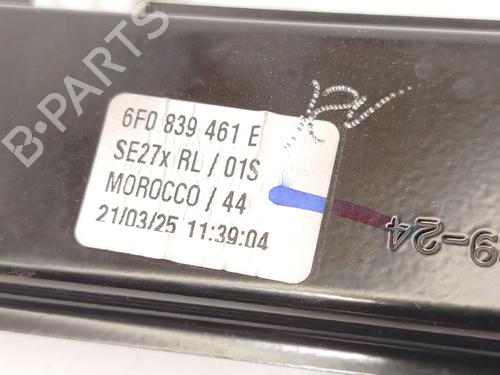 B-PARTS
6F0 839 461 E
SE27x RL / 01S
MOROCCO / 44
21/03/25 11:39:04
9-24